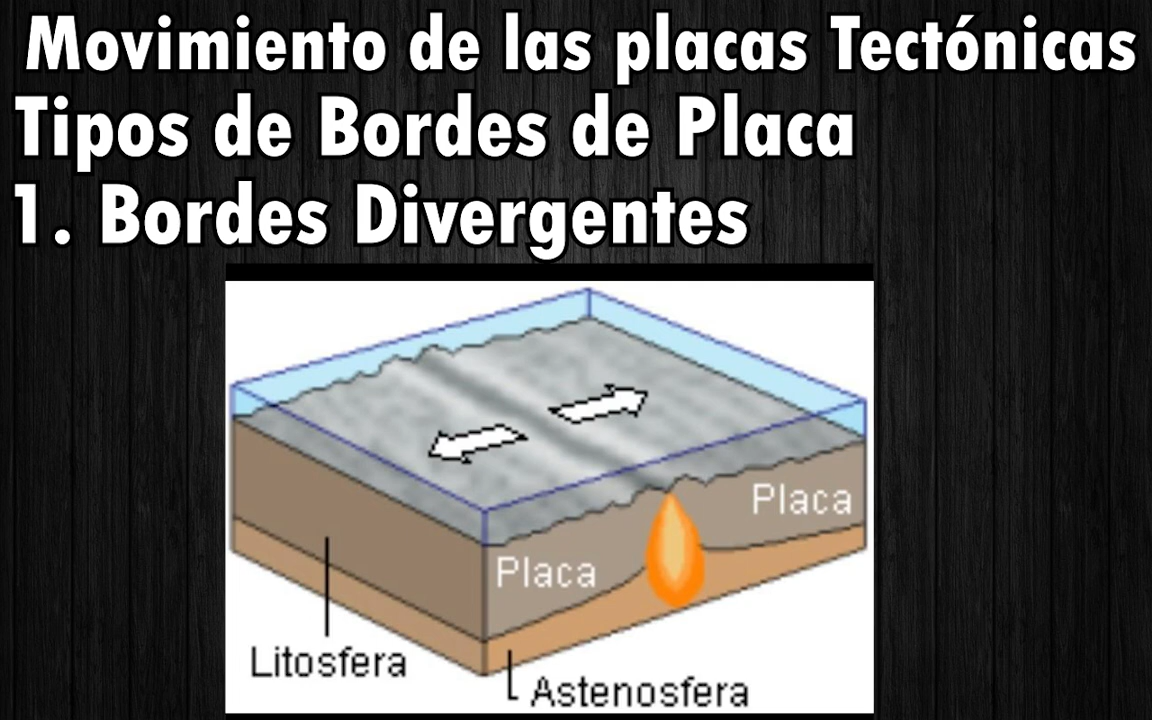 Movimiento de las placas Tectónicas
Tipos de Bordes de Placa
1. Bordes Divergentes
Placa
Placa
Litosfera
Astenosfera